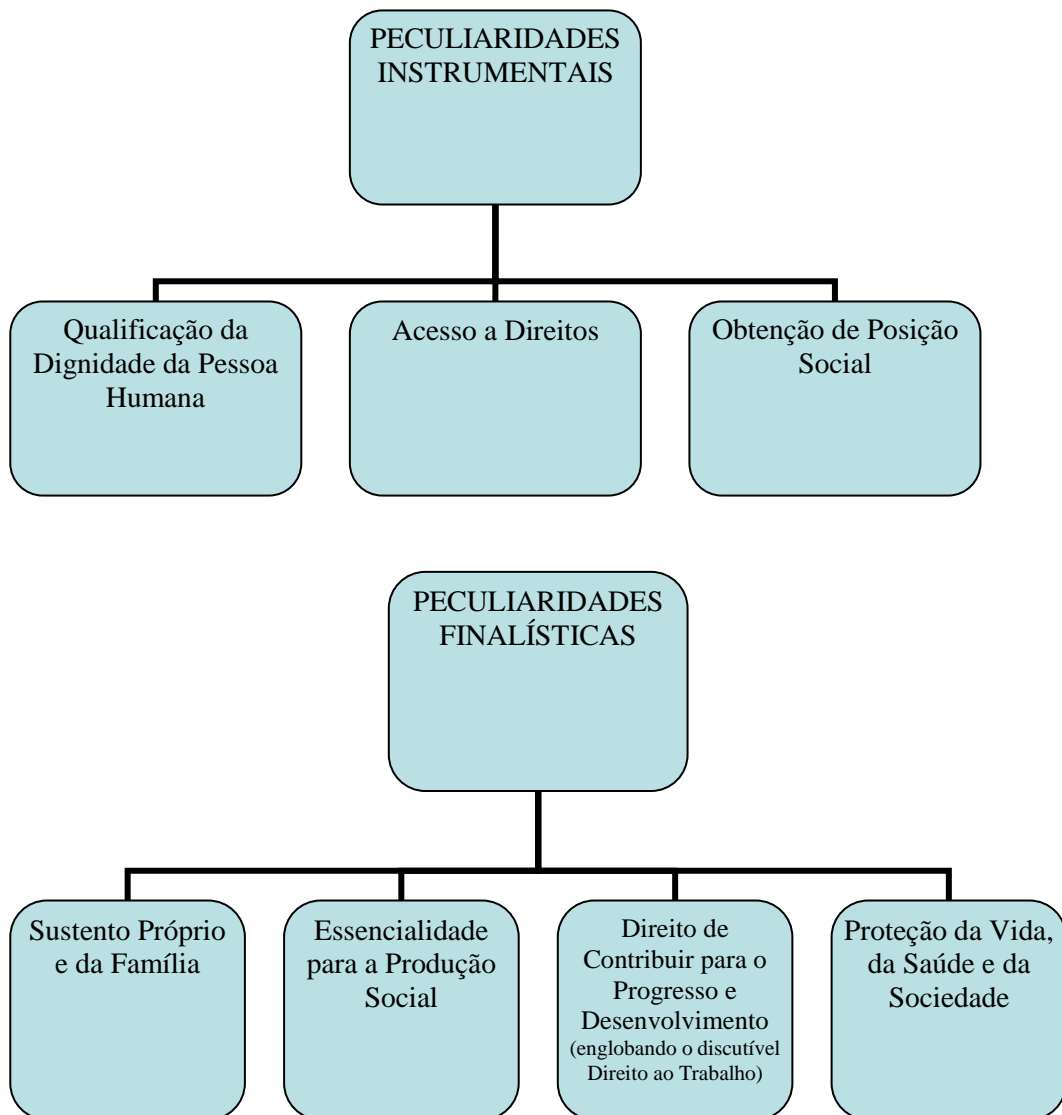 PECULIARIDADES
INSTRUMENTAIS
Qualificação da
Dignidade da Pessoa
Humana
Acesso a Direitos
Obtenção de Posição
Social
PECULIARIDADES
FINALÍSTICAS
Sustento Próprio
e da Família
Essencialidade
para a Produção
Social
Direito de
Contribuir para o
Progresso e
Desenvolvimento
(englobando o discutível
Direito ao Trabalho)
Proteção da Vida,
da Saúde e da
Sociedade